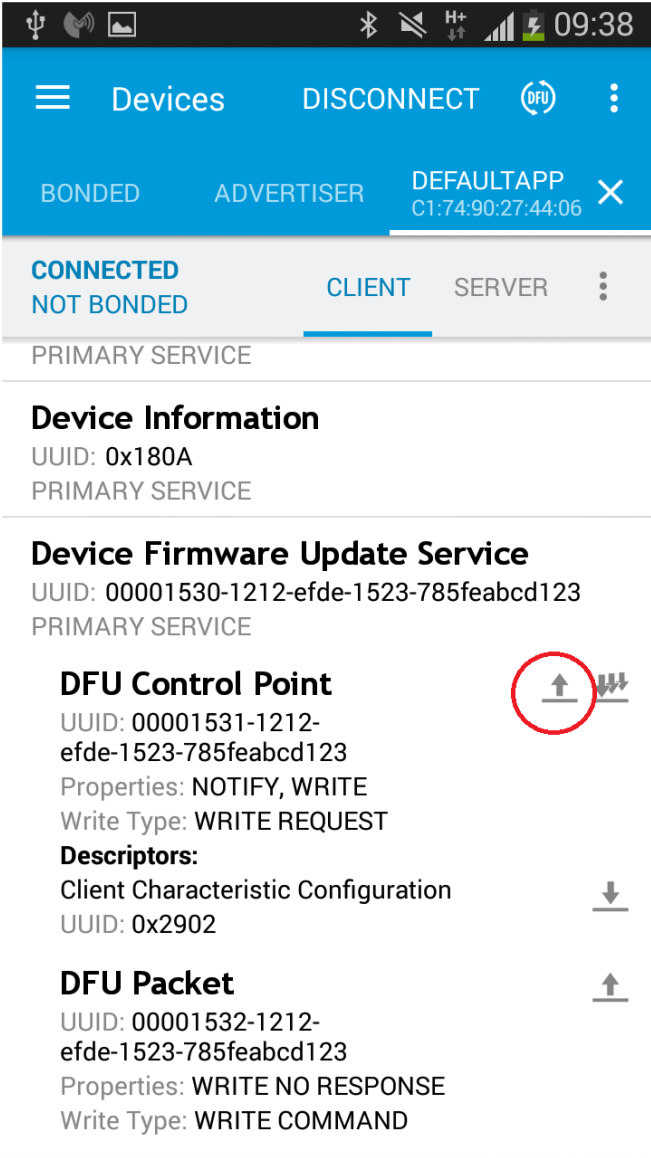 H+ 09:38
Devices DISCONNECT DFU
BONDED ADVERTISER DEFAULTAPP
C1:74:90:27:44:06
CONNECTED
NOT BONDED
CLIENT SERVER
PRIMARY SERVICE
Device Information
UUID: 0x180A
PRIMARY SERVICE
Device Firmware Update Service
UUID: 00001530-1212-efde-1523-785feabcd123
PRIMARY SERVICE
DFU Control Point
UUID: 00001531-1212-
efde-1523-785feabcd123
Properties: NOTIFY, WRITE
Write Type: WRITE REQUEST
Descriptors:
Client Characteristic Configuration
UUID: 0x2902
DFU Packet
UUID: 00001532-1212-
efde-1523-785feabcd123
Properties: WRITE NO RESPONSE
Write Type: WRITE COMMAND